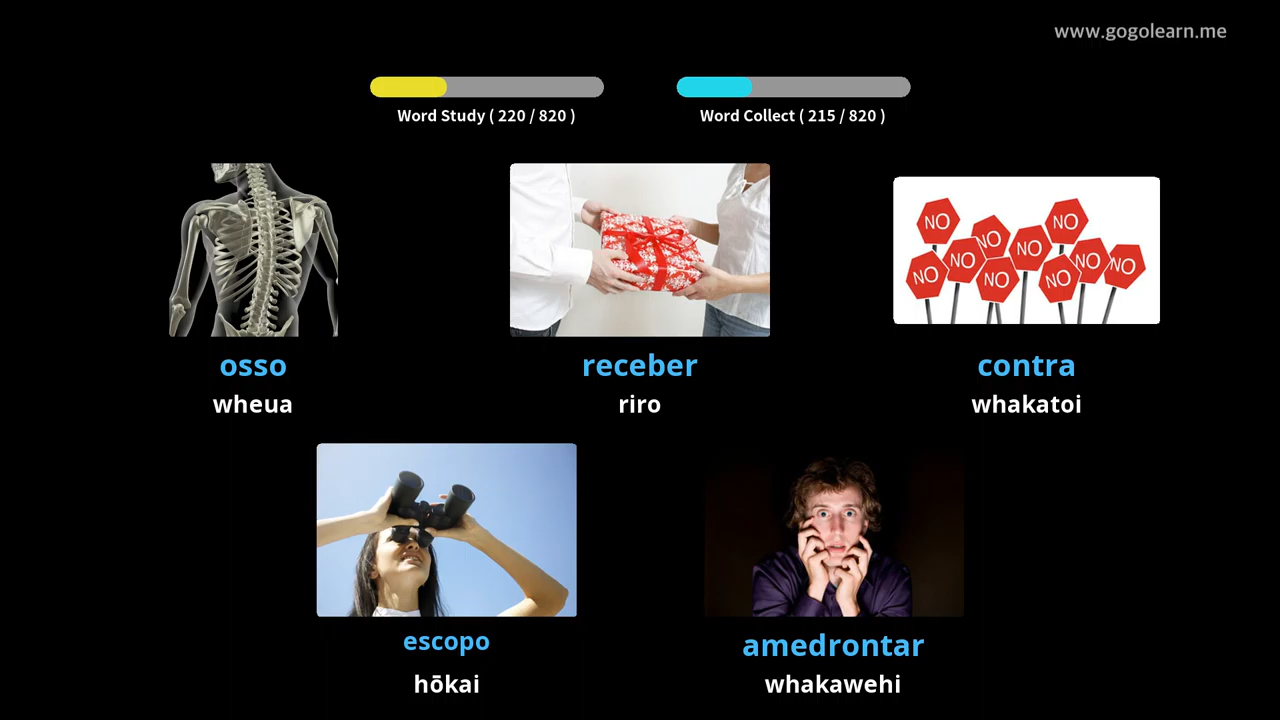 www.gogolearn.me
Word Study ( 220 / 820 )
Word Collect ( 215 / 820 )
NO NO NO NO NO NO NO NO NO NO
osso
wheua
receber
riro
contra
whakatoi
escopo
hōkai
amedrontar
whakawehi